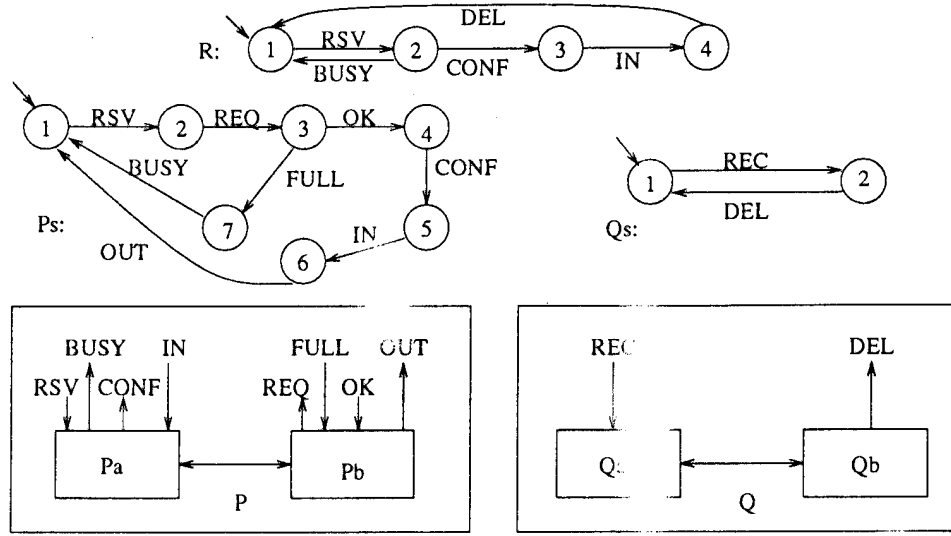 DEL
R:
1
RSV
2
3
4
BUSY
CONF
IN
1
RSV
2
REQ
3
OK
4
BUSY
FULL
CONF
Ps:
7
IN
5
OUT
6
1
REC
2
DEL
Qs:
BUSY IN FULL OUT
RSV CONF REQ OK
Pa Pb
P
REC DEL
Qb
Q